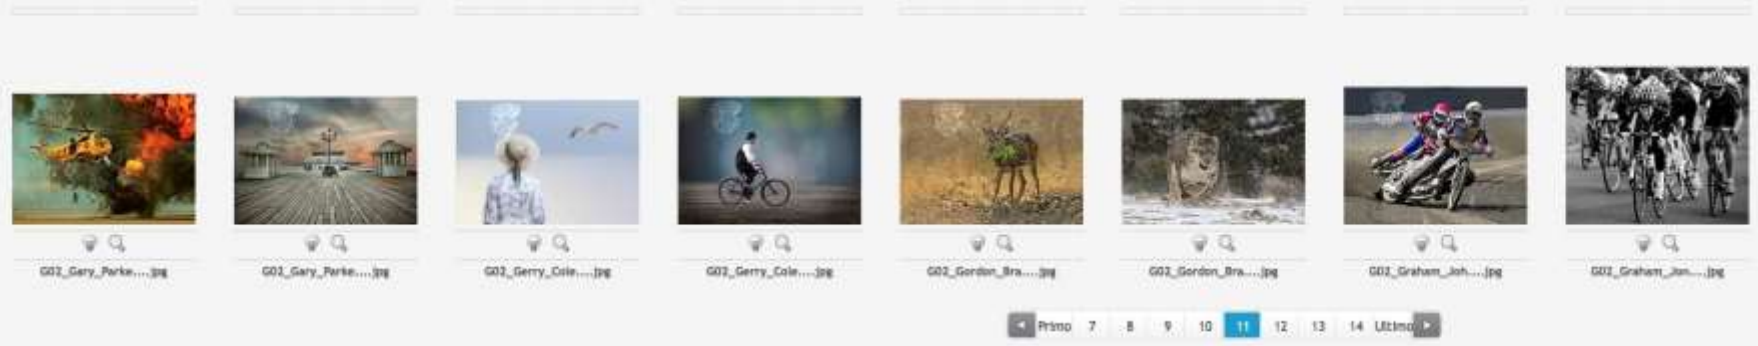 G02_Gary_Parke....jpg
G02_Gary_Parke....jpg
G02_Gerry_Cole....jpg
G02_Gerry_Cole....jpg
G02_Gordon_Bra....jpg
G02_Gordon_Bra....jpg
G02_Graham_Joh....jpg
G02_Graham_Jon....jpg
Primo 7 8 9 10 11 12 13 14 Ultimo